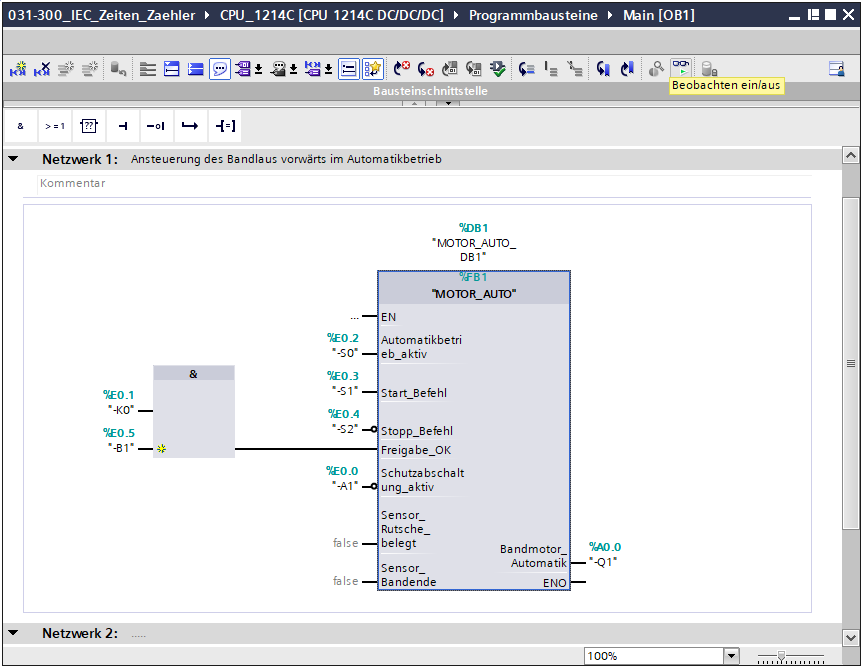 031-300_IEC_Zeiten_Zaehler ▸ CPU_1214C [CPU 1214C DC/DC/DC] ▸ Programmbausteine ▸ Main [OB1]
Beobachten ein/aus
Bausteinschnittstelle
& >=1 ??
Netzwerk 1: Ansteuerung des Bandlaus vorwärts im Automatikbetrieb
Kommentar
%DB1
"MOTOR_AUTO_
DB1"
%FB1
"MOTOR_AUTO"
... EN
%E0.2
"-S0"
Automatikbetri
eb_aktiv
%E0.3
"-S1"
Start_Befehl
&
%E0.1
"-K0"
%E0.4
"-S2"
Stopp_Befehl
%E0.5
"-B1"
Freigabe_OK
%E0.0
"-A1"
Schutzabschalt
ung_aktiv
Sensor_
Rutsche_
belegt
false
Bandmotor_
Automatik
%A0.0
"-Q1"
Sensor_
Bandende
false
ENO
Netzwerk 2: .....
100%